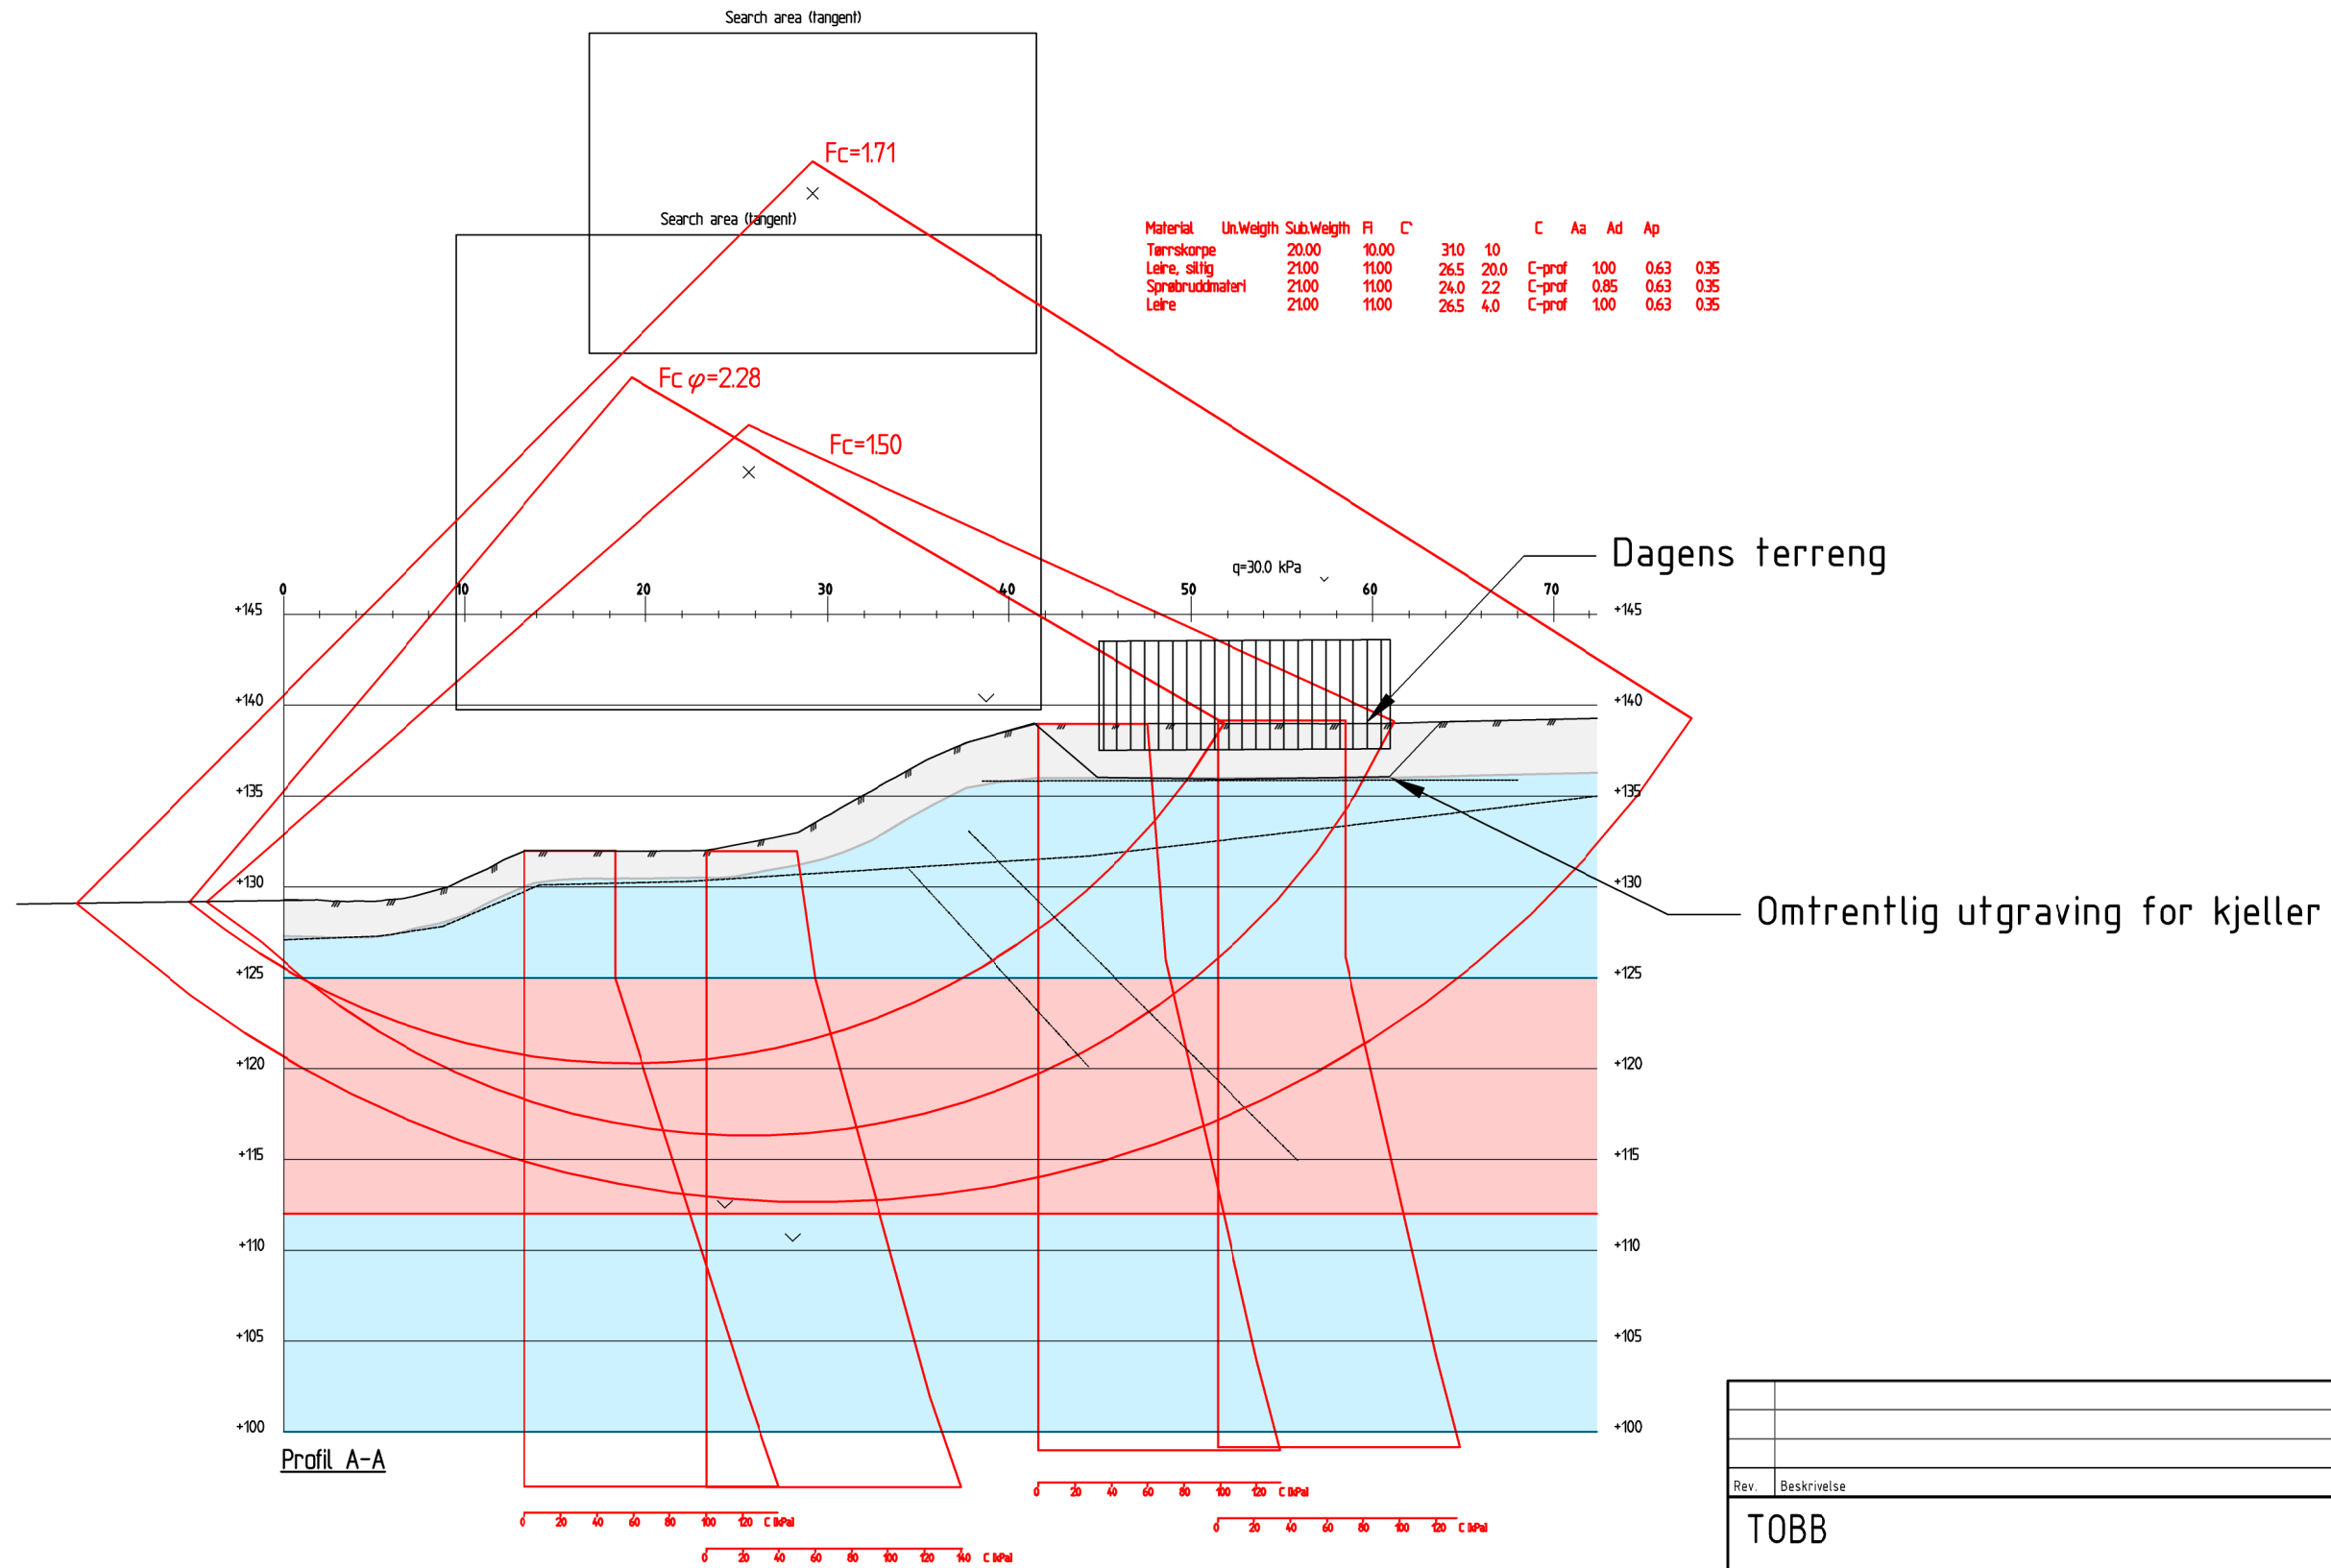 Search area (tangent)
Fc=1.71
Search area (tangent)
Material Un.Weigth Sub.Weigth Fi C` C Aa Ad Ap
Tørrskorpe 20.00 10.00 31.0 1.0
Leire, siltig 21.00 11.00 26.5 20.0 C-prof 1.00 0.63 0.35
Sprøbruddmateri 21.00 11.00 24.0 2.2 C-prof 0.85 0.63 0.35
Leire 21.00 11.00 26.5 4.0 C-prof 1.00 0.63 0.35
Fc φ=2.28
Fc=1.50
Dagens terreng
q=30.0 kPa
0 10 20 30 40 50 60 70
+145 +145
+140 +140
+135 +135
+130 +130
Omtrentlig utgraving for kjeller
+125 +125
+120 +120
+115 +115
+110 +110
+105 +105
+100 +100
Profil A-A
0 20 40 60 80 100 120 C [kPa]
0 20 40 60 80 100 120 C [kPa]
0 20 40 60 80 100 120 C [kPa]
0 20 40 60 80 100 120 140 C [kPa]
Rev. Beskrivelse
TOBB